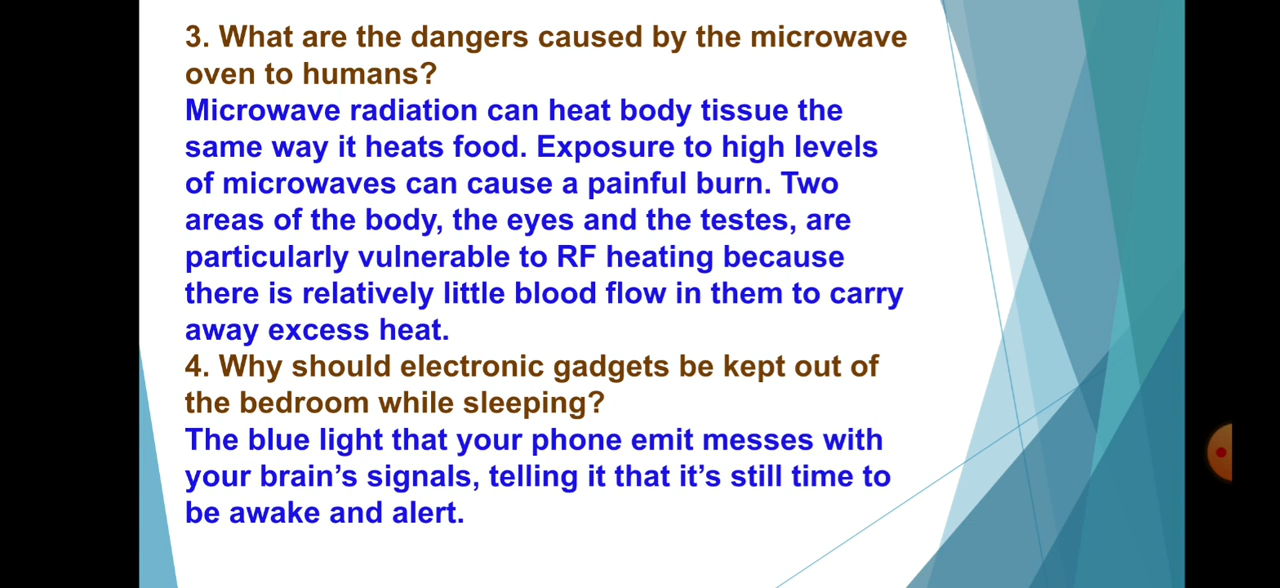 3. What are the dangers caused by the microwave
oven to humans?
Microwave radiation can heat body tissue the
same way it heats food. Exposure to high levels
of microwaves can cause a painful burn. Two
areas of the body, the eyes and the testes, are
particularly vulnerable to RF heating because
there is relatively little blood flow in them to carry
away excess heat.
4. Why should electronic gadgets be kept out of
the bedroom while sleeping?
The blue light that your phone emit messes with
your brain’s signals, telling it that it’s still time to
be awake and alert.